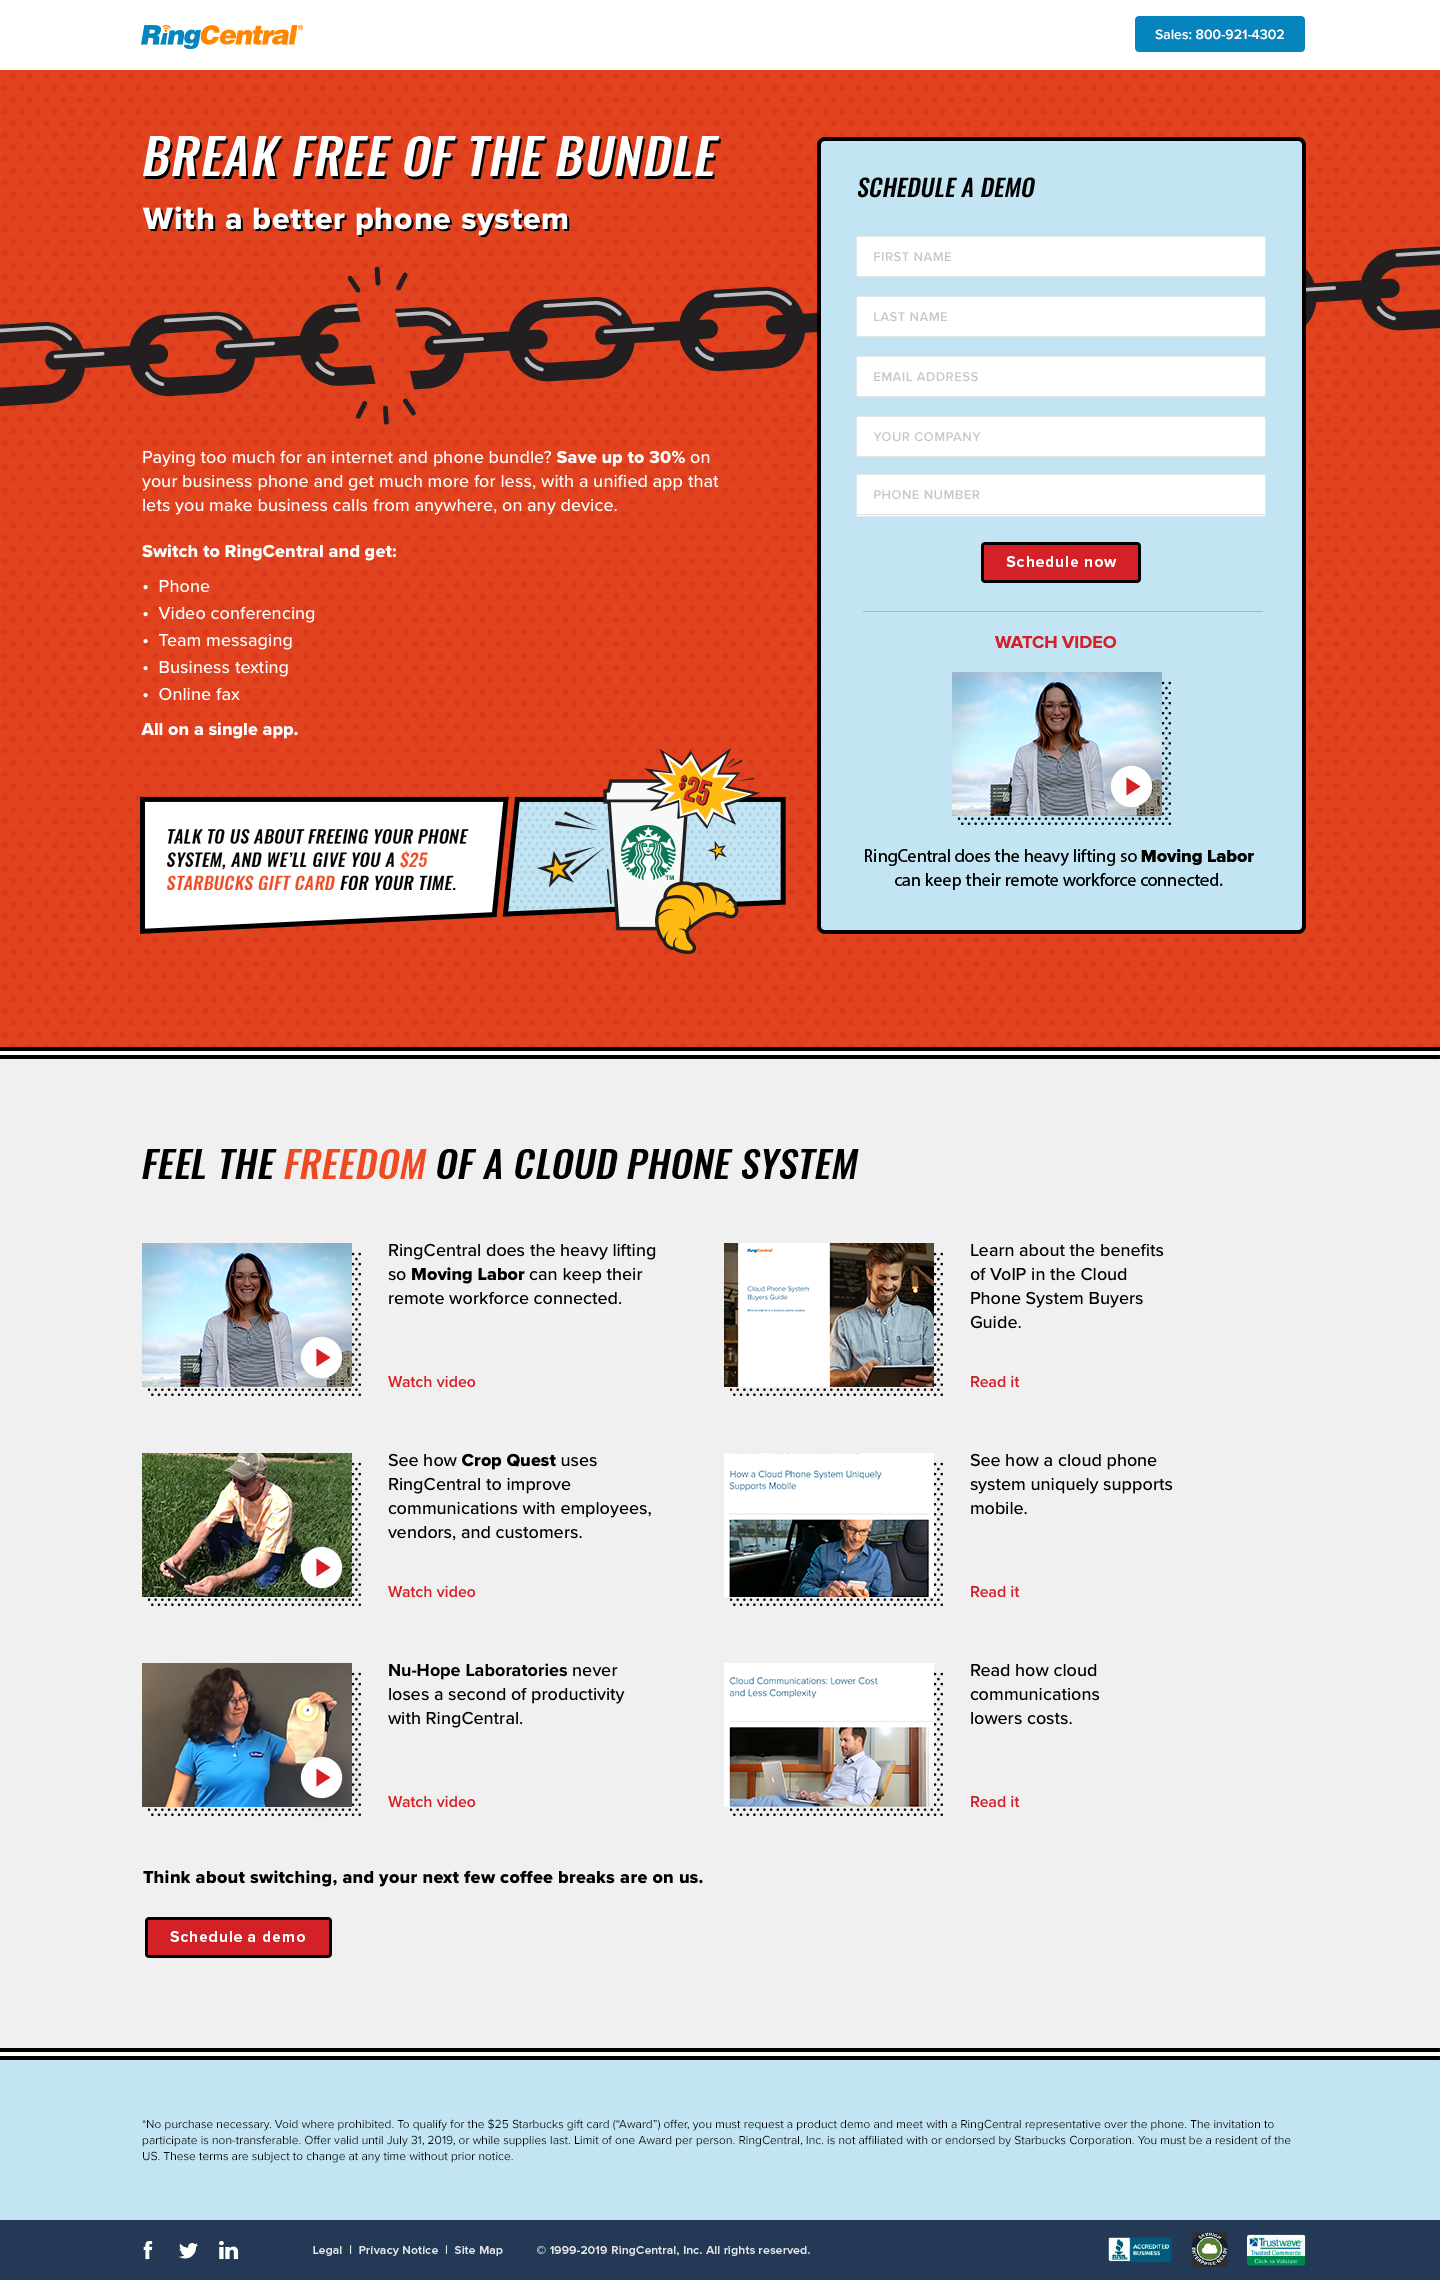 RingCentral®
Sales: 800-921-4302
BREAK FREE OF THE BUNDLE
With a better phone system
Paying too much for an internet and phone bundle? Save up to 30% on
your business phone and get much more for less, with a unified app that
lets you make business calls from anywhere, on any device.
Switch to RingCentral and get:
• Phone
• Video conferencing
• Team messaging
• Business texting
• Online fax
All on a single app.
TALK TO US ABOUT FREEING YOUR PHONE
SYSTEM, AND WE'LL GIVE YOU A $25
STARBUCKS GIFT CARD FOR YOUR TIME.
$25
TM
SCHEDULE A DEMO
FIRST NAME
LAST NAME
EMAIL ADDRESS
YOUR COMPANY
PHONE NUMBER
Schedule now
WATCH VIDEO
RingCentral does the heavy lifting so Moving Labor
can keep their remote workforce connected.
FEEL THE FREEDOM OF A CLOUD PHONE SYSTEM
RingCentral does the heavy lifting
so Moving Labor can keep their
remote workforce connected.
Watch video
RingCentral
Cloud Phone System
Buyers Guide
Learn about the benefits
of VoIP in the Cloud
Phone System Buyers
Guide.
Read it
See how Crop Quest uses
RingCentral to improve
communications with employees,
vendors, and customers.
Watch video
How a Cloud Phone System Uniquely
Supports Mobile
See how a cloud phone
system uniquely supports
mobile.
Read it
Nu-Hope Laboratories never
loses a second of productivity
with RingCentral.
Watch video
Cloud Communications: Lower Cost
and Less Complexity
Read how cloud
communications
lowers costs.
Read it
Think about switching, and your next few coffee breaks are on us.
Schedule a demo
*No purchase necessary. Void where prohibited. To qualify for the $25 Starbucks gift card ("Award") offer, you must request a product demo and meet with a RingCentral representative over the phone. The invitation to
participate is non-transferable. Offer valid until July 31, 2019, or while supplies last. Limit of one Award per person. RingCentral, Inc. is not affiliated with or endorsed by Starbucks Corporation. You must be a resident of the
US. These terms are subject to change at any time without prior notice.
Legal | Privacy Notice | Site Map
© 1999-2019 RingCentral, Inc. All rights reserved.
BBB
ACCREDITED
BUSINESS
SKYHIGH
ENTERPRISE-READY
Trustwave
Trusted Commerce
Click to Validate